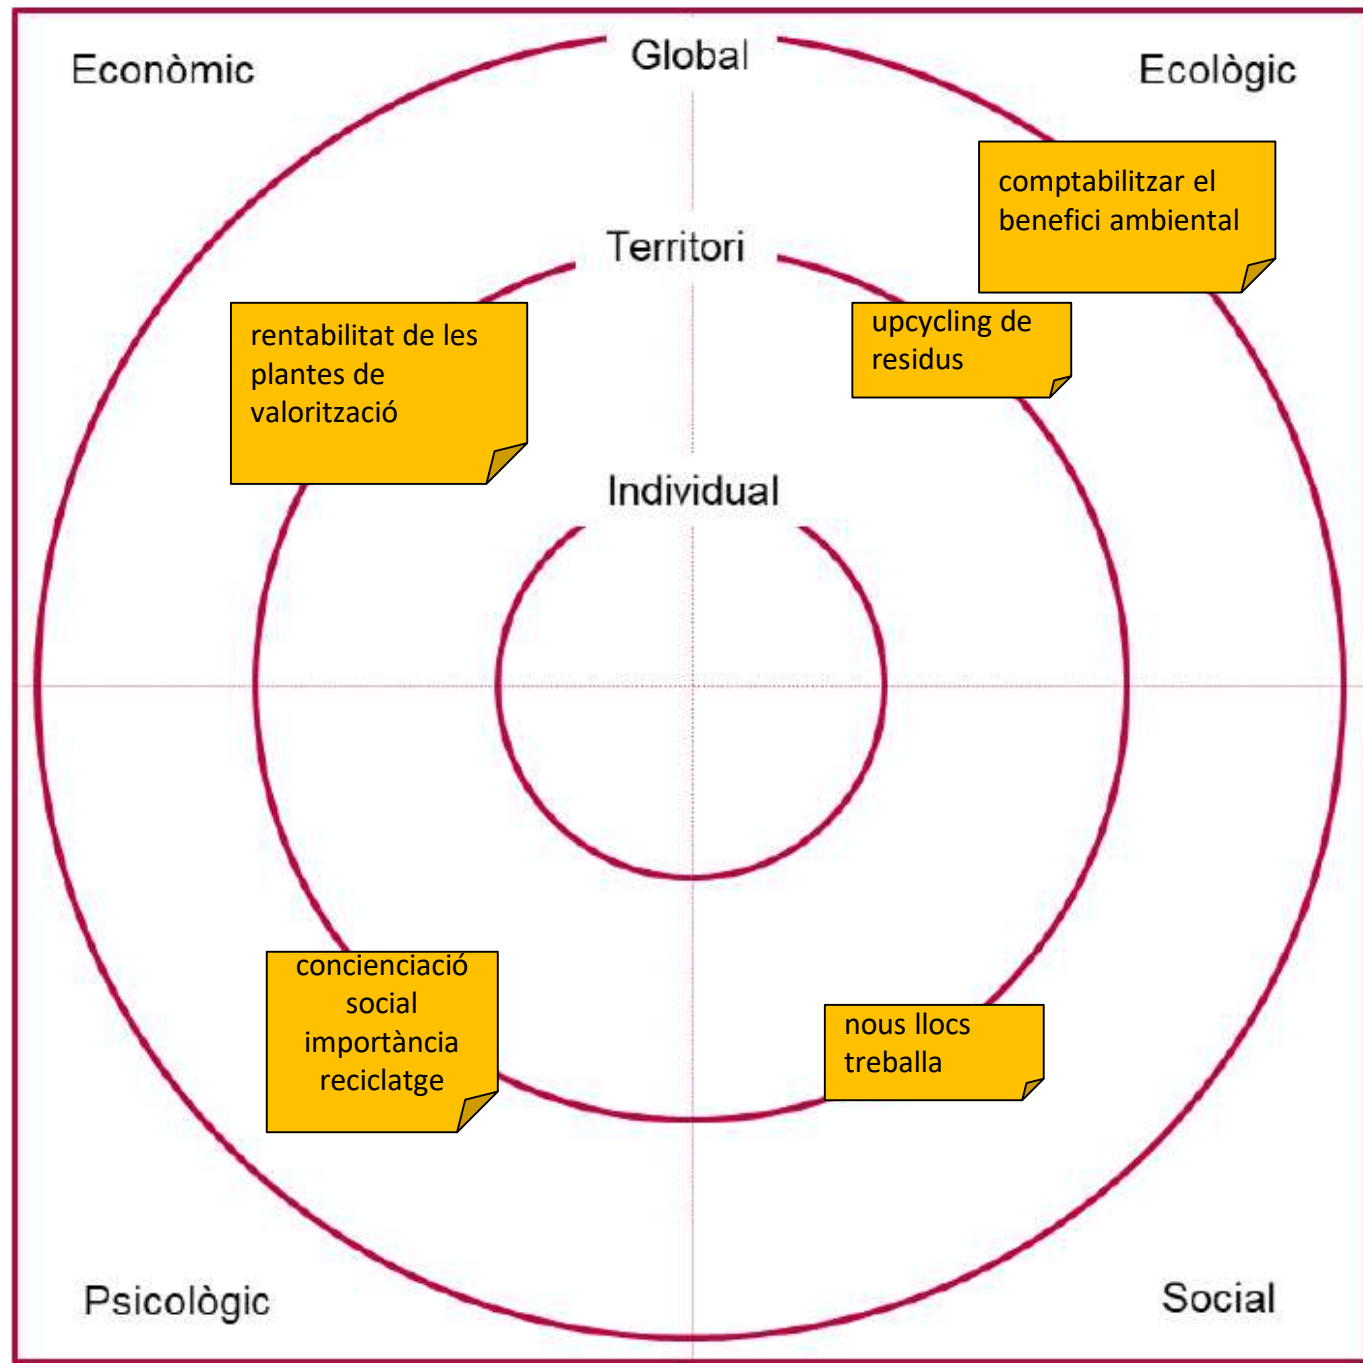 Econòmic
Global
Ecològic
comptabilitzar el
benefici ambiental
Territori
rentabilitat de les
plantes de
valorització
upcycling de
residus
Individual
concienciació
social
importància
reciclatge
nous llocs
treballa
Psicològic
Social